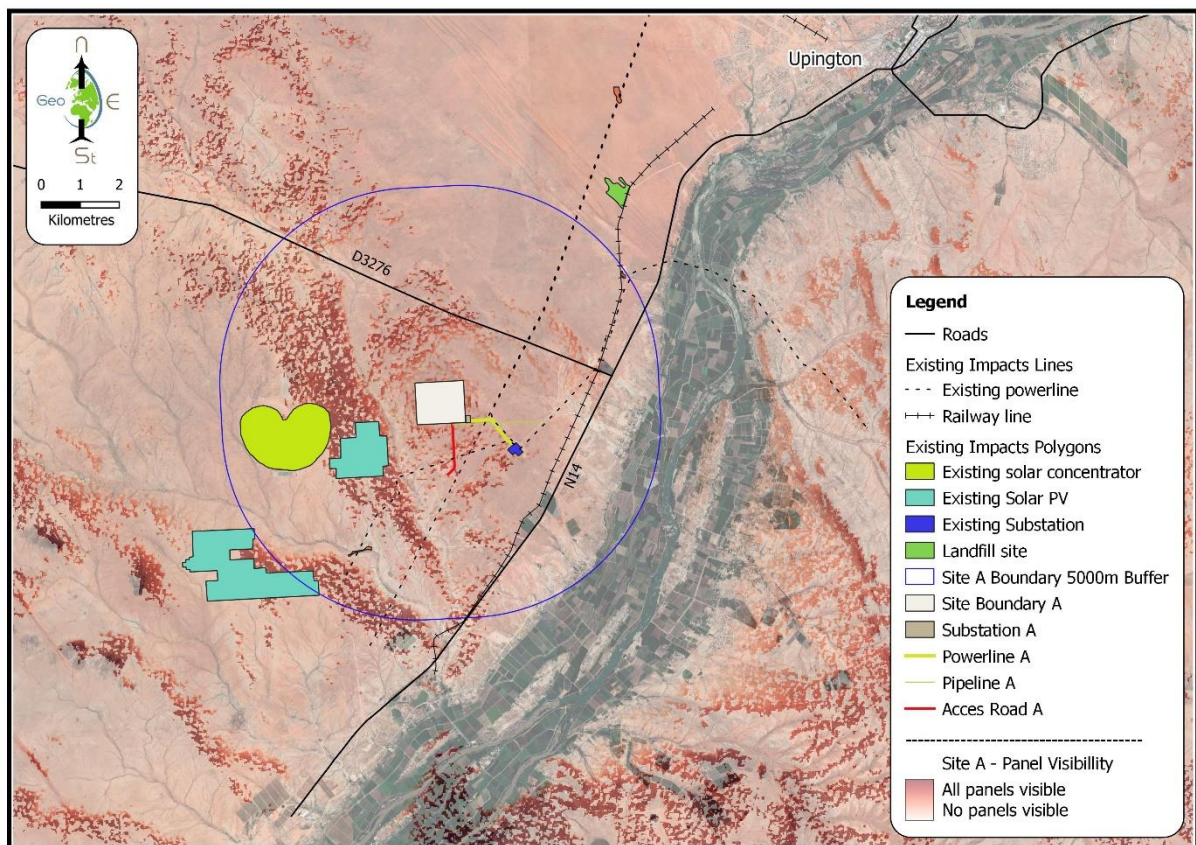 n
Geo
E
St
0 1 2
Kilometres
Upington
D3276
N14
Legend
Roads
Existing Impacts Lines
Existing powerline
Railway line
Existing Impacts Polygons
Existing solar concentrator
Existing Solar PV
Existing Substation
Landfill site
Site A Boundary 5000m Buffer
Site Boundary A
Substation A
Powerline A
Pipeline A
Acces Road A
Site A - Panel Visibillity
All panels visible
No panels visible